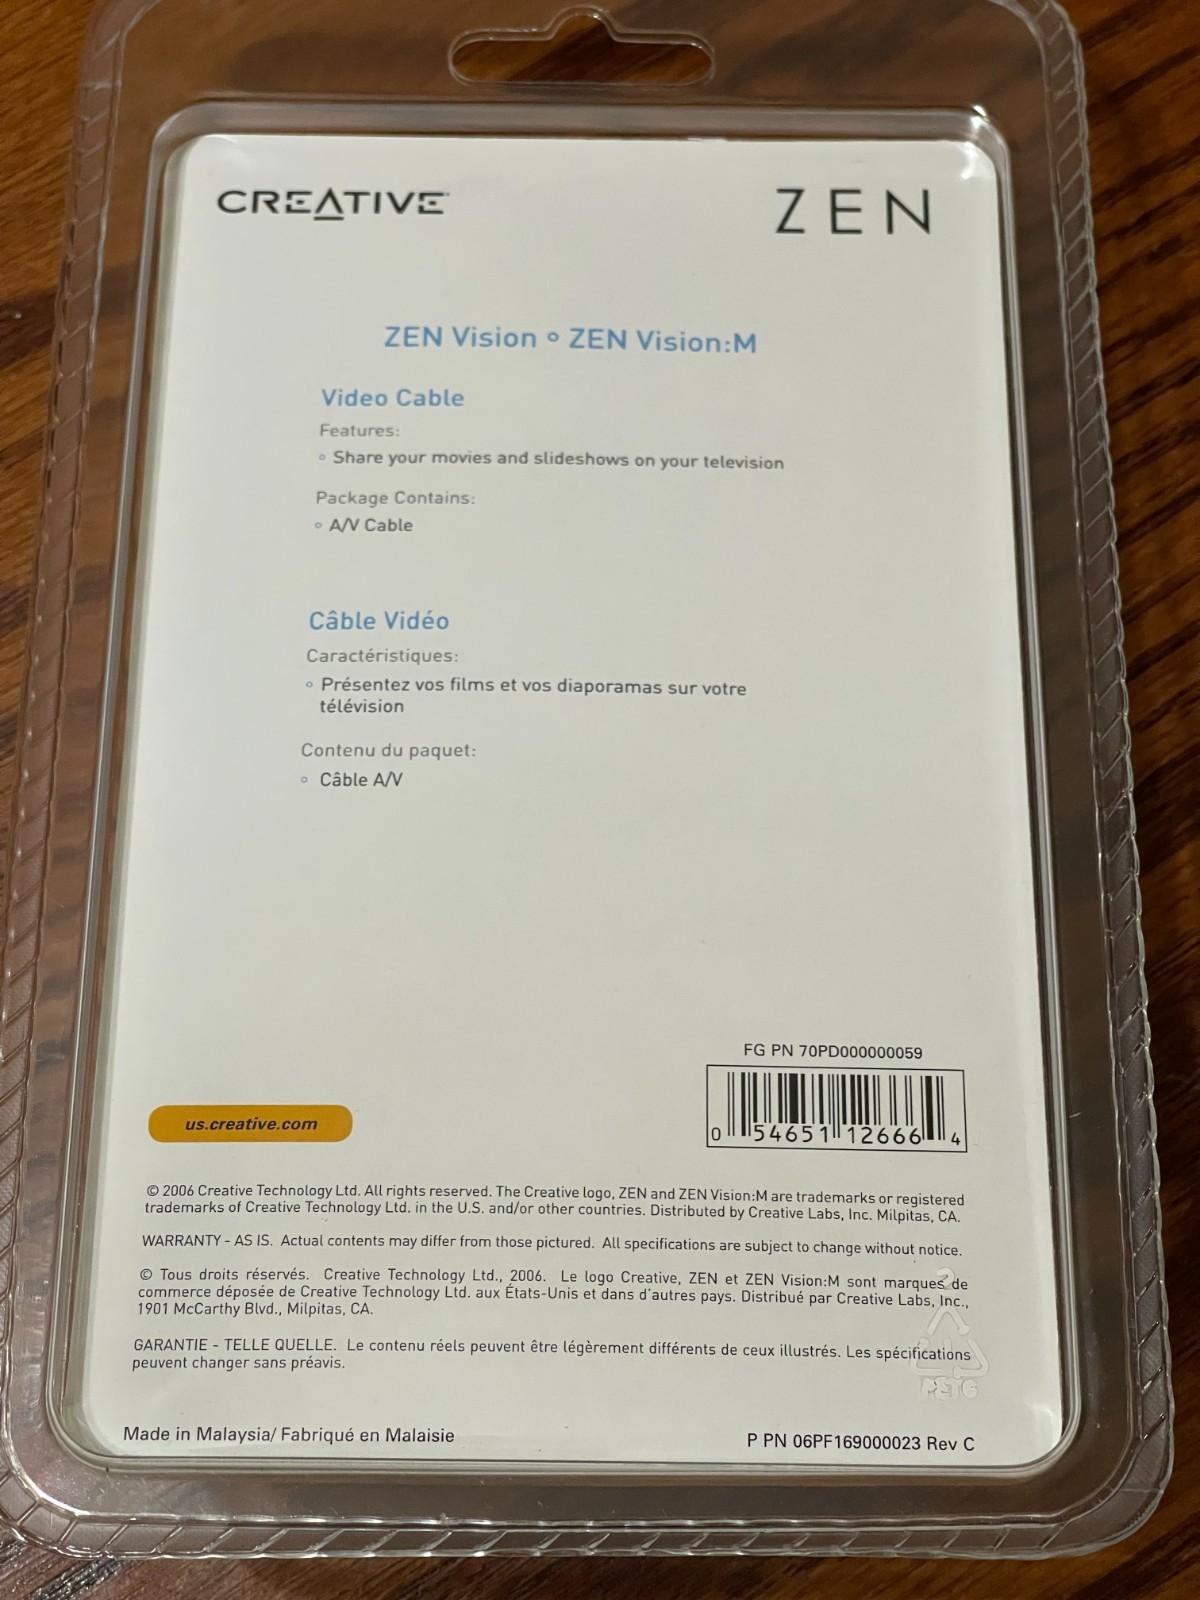 CREATIVE
ZEN
ZEN Vision ∘ ZEN Vision:M
Video Cable
Features:
∘ Share your movies and slideshows on your television
Package Contains:
∘ A/V Cable
Câble Vidéo
Caractéristiques:
∘ Présentez vos films et vos diaporamas sur votre
télévision
Contenu du paquet:
∘ Câble A/V
FG PN 70PD000000059
0 54651 12666 4
us.creative.com
© 2006 Creative Technology Ltd. All rights reserved. The Creative logo, ZEN and ZEN Vision:M are trademarks or registered
trademarks of Creative Technology Ltd. in the U.S. and/or other countries. Distributed by Creative Labs, Inc. Milpitas, CA.
WARRANTY - AS IS. Actual contents may differ from those pictured. All specifications are subject to change without notice.
© Tous droits réservés. Creative Technology Ltd., 2006. Le logo Creative, ZEN et ZEN Vision:M sont marques de
commerce déposée de Creative Technology Ltd. aux États-Unis et dans d'autres pays. Distribué par Creative Labs, Inc.,
1901 McCarthy Blvd., Milpitas, CA.
GARANTIE - TELLE QUELLE. Le contenu réels peuvent être légèrement différents de ceux illustrés. Les spécifications
peuvent changer sans préavis.
PETG
Made in Malaysia/ Fabriqué en Malaisie
P PN 06PF169000023 Rev C